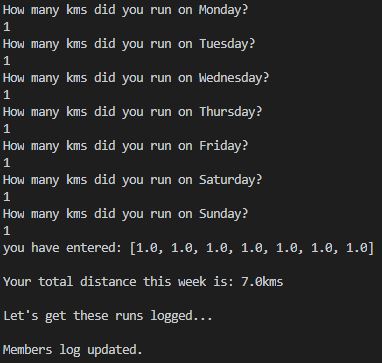 How many kms did you run on Monday?
1
How many kms did you run on Tuesday?
1
How many kms did you run on Wednesday?
1
How many kms did you run on Thursday?
1
How many kms did you run on Friday?
1
How many kms did you run on Saturday?
1
How many kms did you run on Sunday?
1
you have entered: [1.0, 1.0, 1.0, 1.0, 1.0, 1.0, 1.0]
Your total distance this week is: 7.0kms
Let's get these runs logged...
Members log updated.